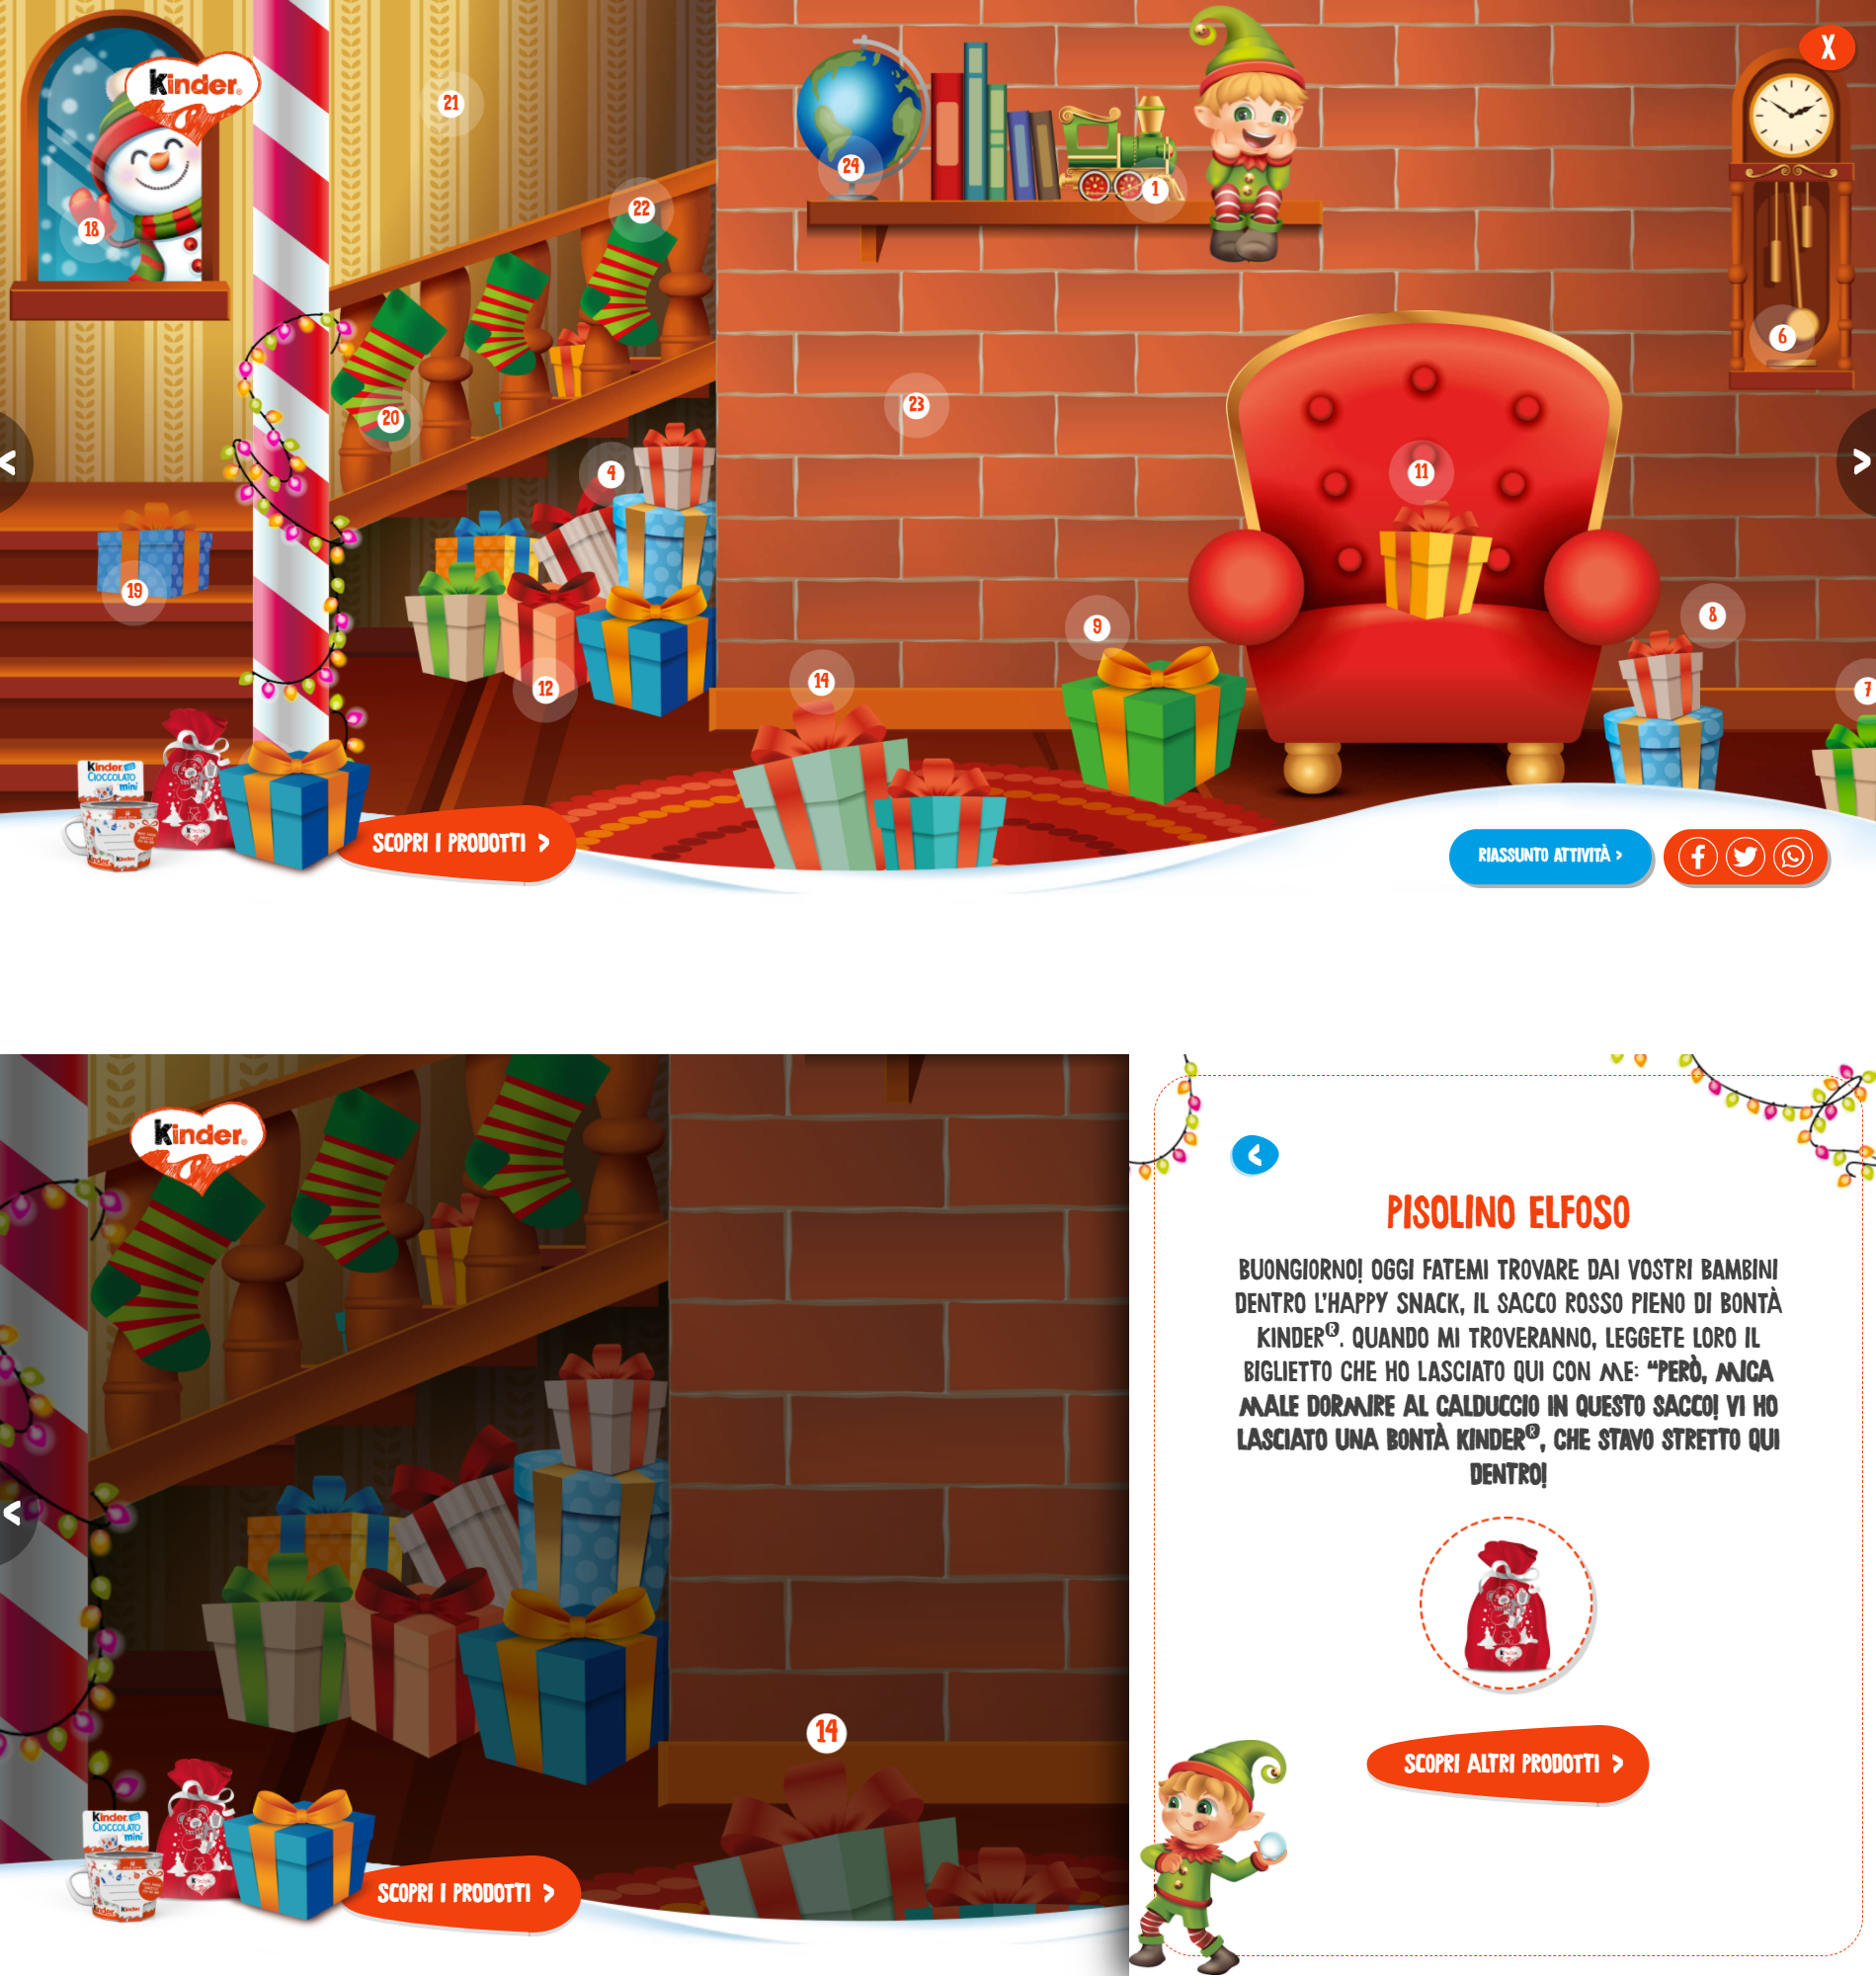 kinder®
X
21
24
1
22
18
6
20
23
4
11
19
9
8
14
12
7
kinder
CIOCCOLATO
mini
kinder
SCOPRI I PRODOTTI >
RIASSUNTO ATTIVITÀ >
kinder®
PISOLINO ELFOSO
BUONGIORNO! OGGI FATEMI TROVARE DAI VOSTRI BAMBINI
DENTRO L'HAPPY SNACK, IL SACCO ROSSO PIENO DI BONTÀ
KINDER®. QUANDO MI TROVERANNO, LEGGETE LORO IL
BIGLIETTO CHE HO LASCIATO QUI CON ME: “PERÒ, MICA
MALE DORMIRE AL CALDUCCIO IN QUESTO SACCO! VI HO
LASCIATO UNA BONTÀ KINDER®, CHE STAVO STRETTO QUI
DENTRO!
14
SCOPRI ALTRI PRODOTTI >
kinder
CIOCCOLATO
mini
kinder
SCOPRI I PRODOTTI >